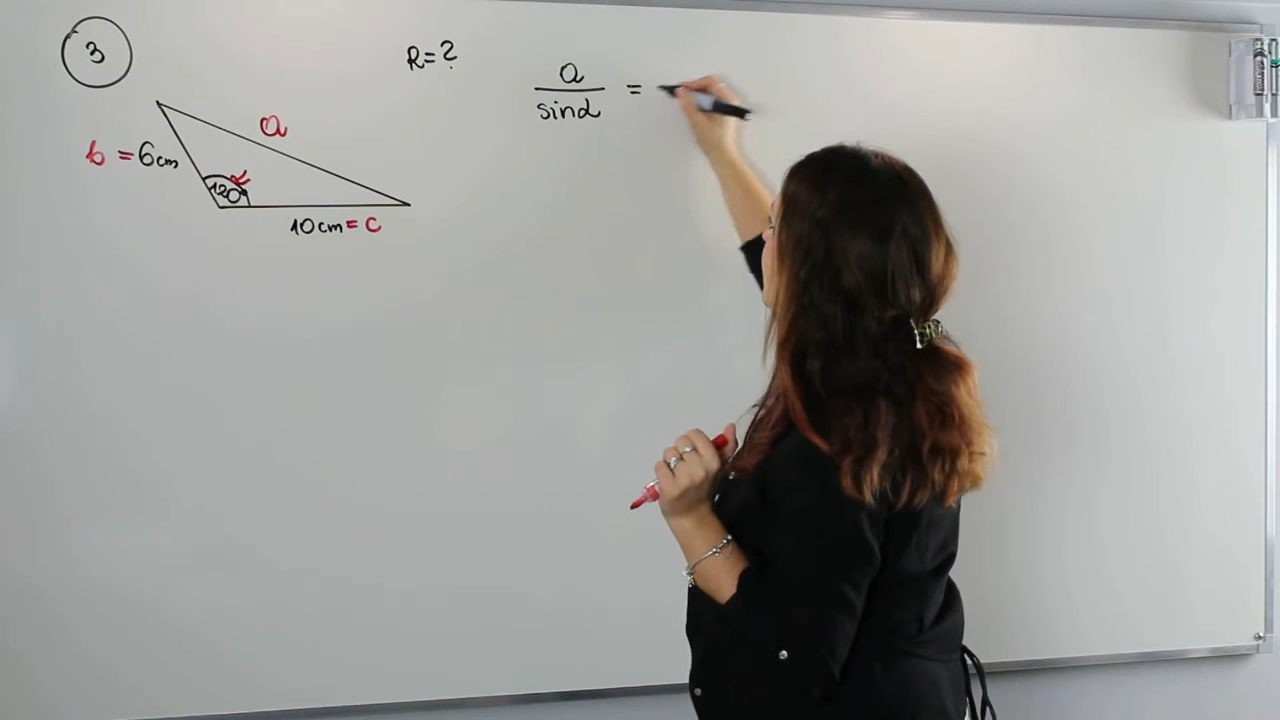 3
R=?
a
b = 6cm
120° α
10cm = c
a
sinα
=